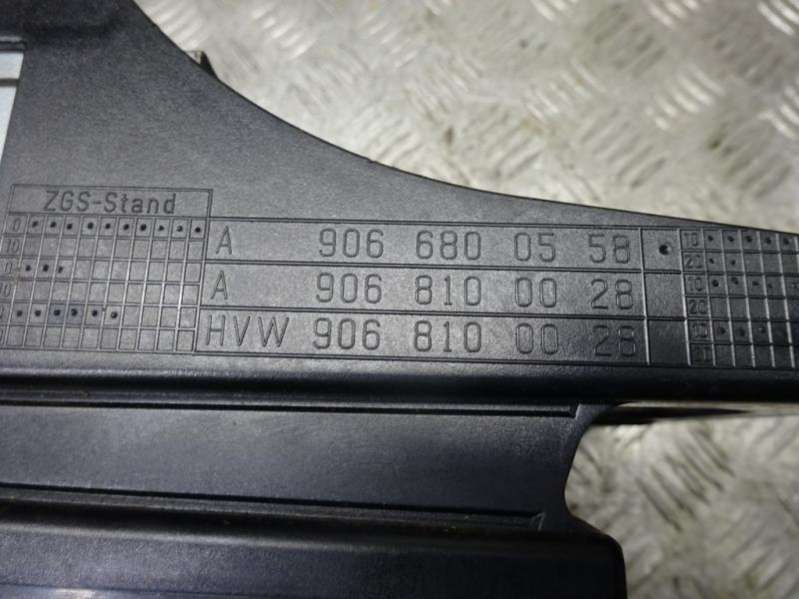 ZGS-Stand
A 906 680 05 58
A 906 810 00 28
HVW 906 810 00 28